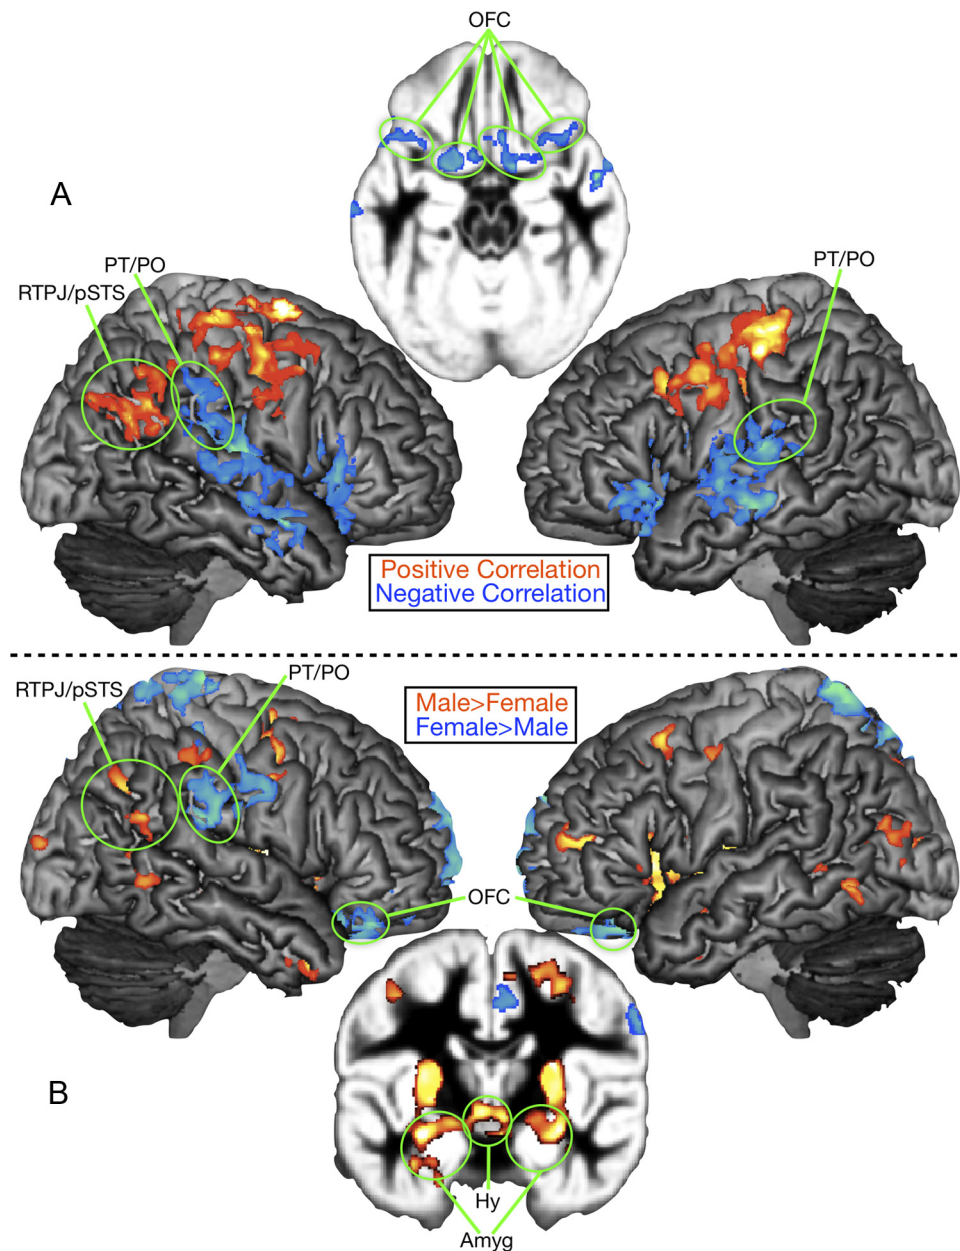 OFC
A
PT/PO
RTPJ/pSTS
PT/PO
Positive Correlation
Negative Correlation
RTPJ/pSTS
PT/PO
Male>Female
Female>Male
OFC
B
Hy
Amyg